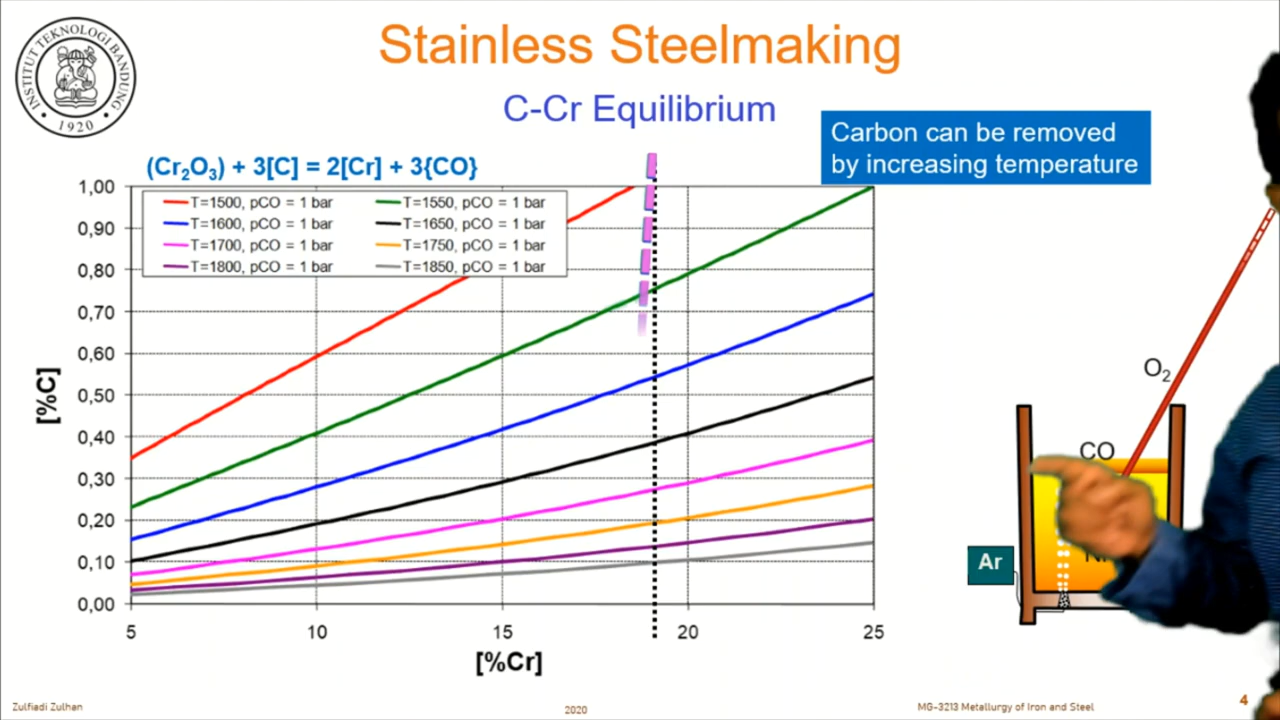 INSTITUT TEKNOLOGI BANDUNG
1920
Stainless Steelmaking
C-Cr Equilibrium
Carbon can be removed
by increasing temperature
(Cr₂O₃) + 3[C] = 2[Cr] + 3{CO}
T=1500, pCO = 1 bar
T=1550, pCO = 1 bar
T=1600, pCO = 1 bar
T=1650, pCO = 1 bar
T=1700, pCO = 1 bar
T=1750, pCO = 1 bar
T=1800, pCO = 1 bar
T=1850, pCO = 1 bar
1,00
0,90
0,80
0,70
0,60
0,50
0,40
0,30
0,20
0,10
0,00
[%C]
5 10 15 20 25
[%Cr]
O₂
CO
Ar
Zulfiadi Zulhan
2020
MG-3213 Metallurgy of Iron and Steel
4